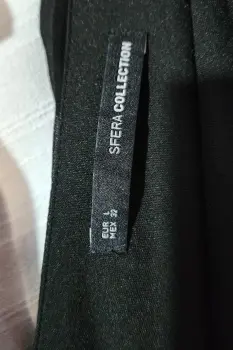 SFERA COLLECTION
EUR L
MEX 32